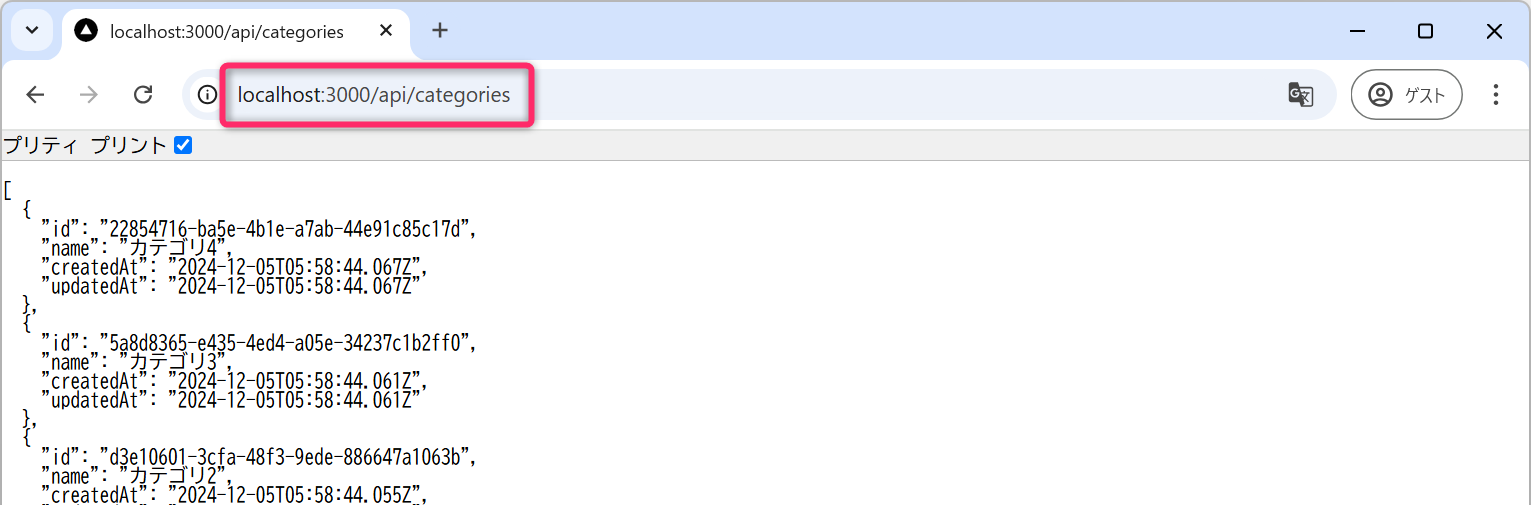 localhost:3000/api/categories
localhost:3000/api/categories
ゲスト
プリティ プリント
[
{
"id": "22854716-ba5e-4b1e-a7ab-44e91c85c17d",
"name": "カテゴリ4",
"createdAt": "2024-12-05T05:58:44.067Z",
"updatedAt": "2024-12-05T05:58:44.067Z"
},
{
"id": "5a8d8365-e435-4ed4-a05e-34237c1b2ff0",
"name": "カテゴリ3",
"createdAt": "2024-12-05T05:58:44.061Z",
"updatedAt": "2024-12-05T05:58:44.061Z"
},
{
"id": "d3e10601-3cfa-48f3-9ede-886647a1063b",
"name": "カテゴリ2",
"createdAt": "2024-12-05T05:58:44.055Z",